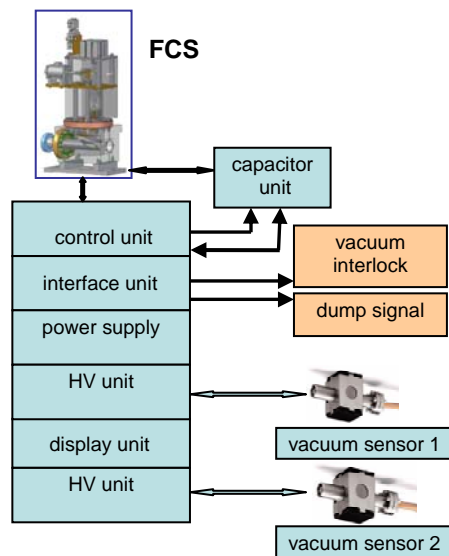 FCS
capacitor
unit
control unit
vacuum
interlock
interface unit
dump signal
power supply
HV unit
vacuum sensor 1
display unit
HV unit
vacuum sensor 2